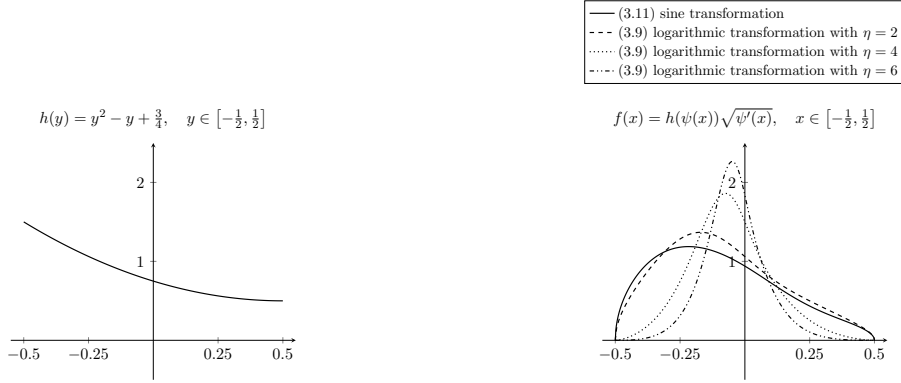 (3.11) sine transformation
(3.9) logarithmic transformation with η = 2
(3.9) logarithmic transformation with η = 4
(3.9) logarithmic transformation with η = 6
h(y) = y² − y + 3/4, y ∈ [−1/2, 1/2]
f(x) = h(ψ(x))√ψ′(x), x ∈ [−1/2, 1/2]
2
1
−0.5 −0.25 0.25 0.5
2
1
−0.5 −0.25 0.25 0.5